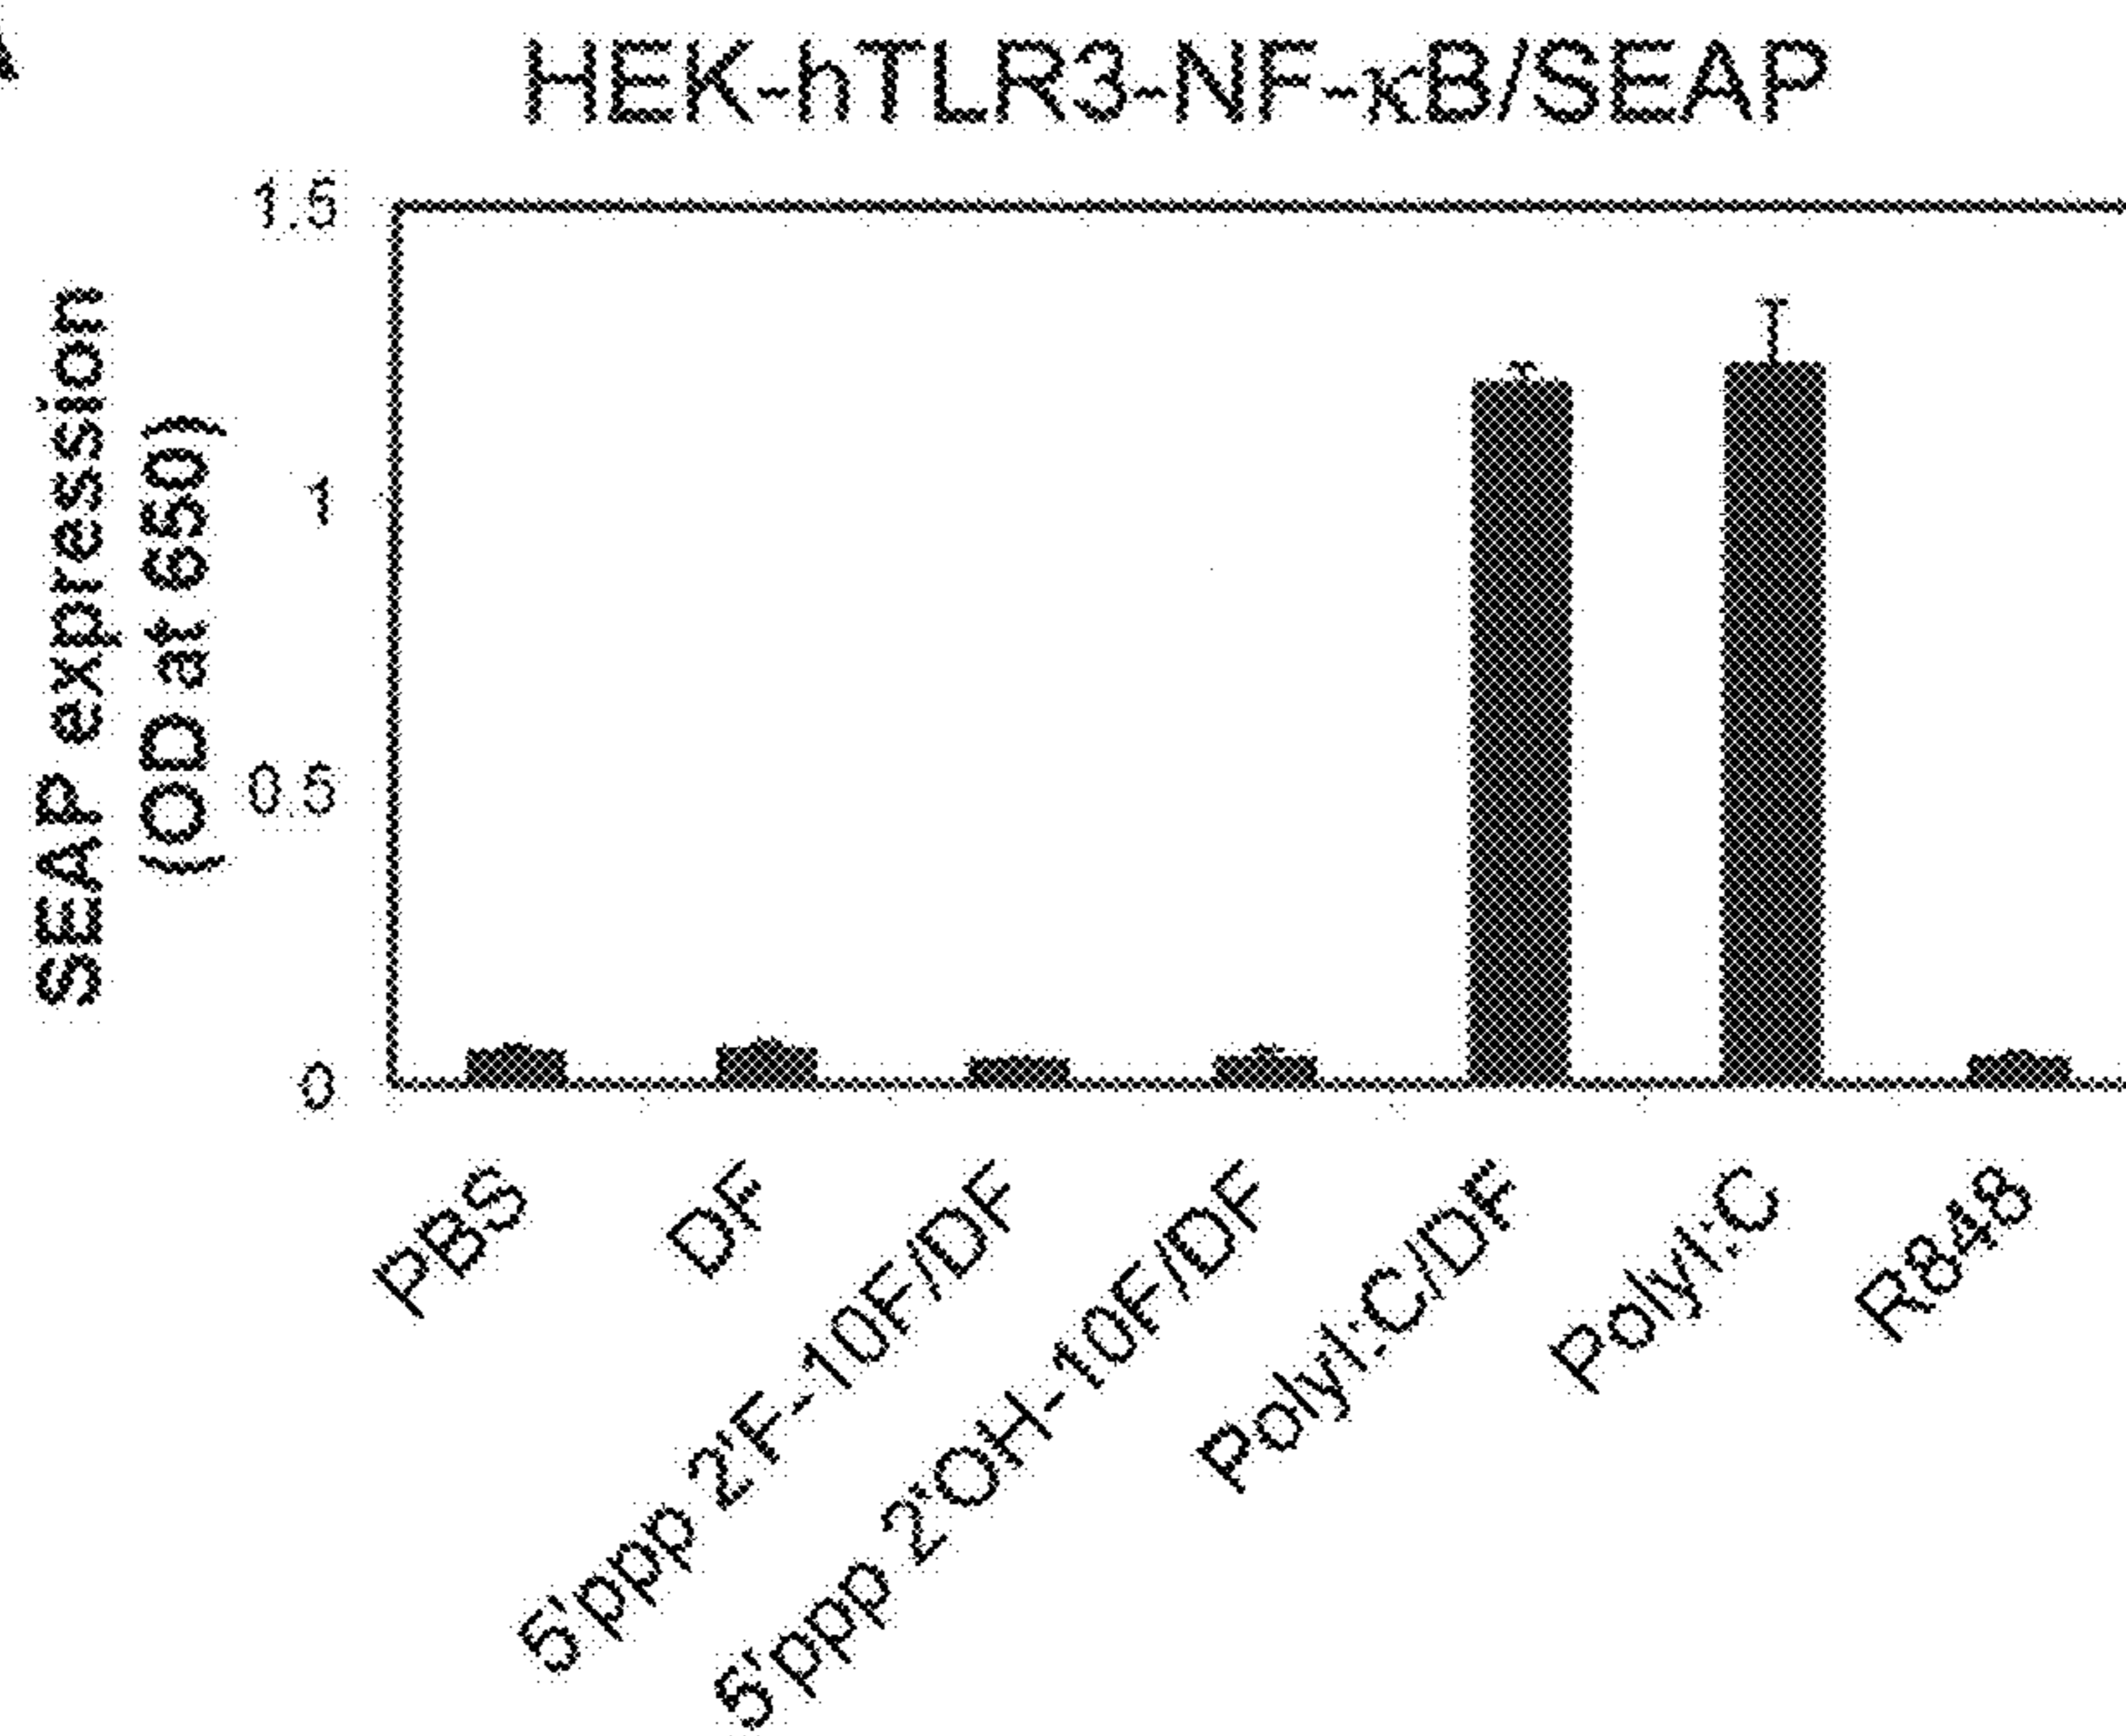 HEK-hTLR3-NF-κB/SEAP
SEAP expression
(OD at 650)
1.5
1
0.5
0
PBS
DF
5'ppp 2'F-10F/DF
5'ppp 2'OH-10F/DF
PolyI:C/DF
PolyI:C
R848